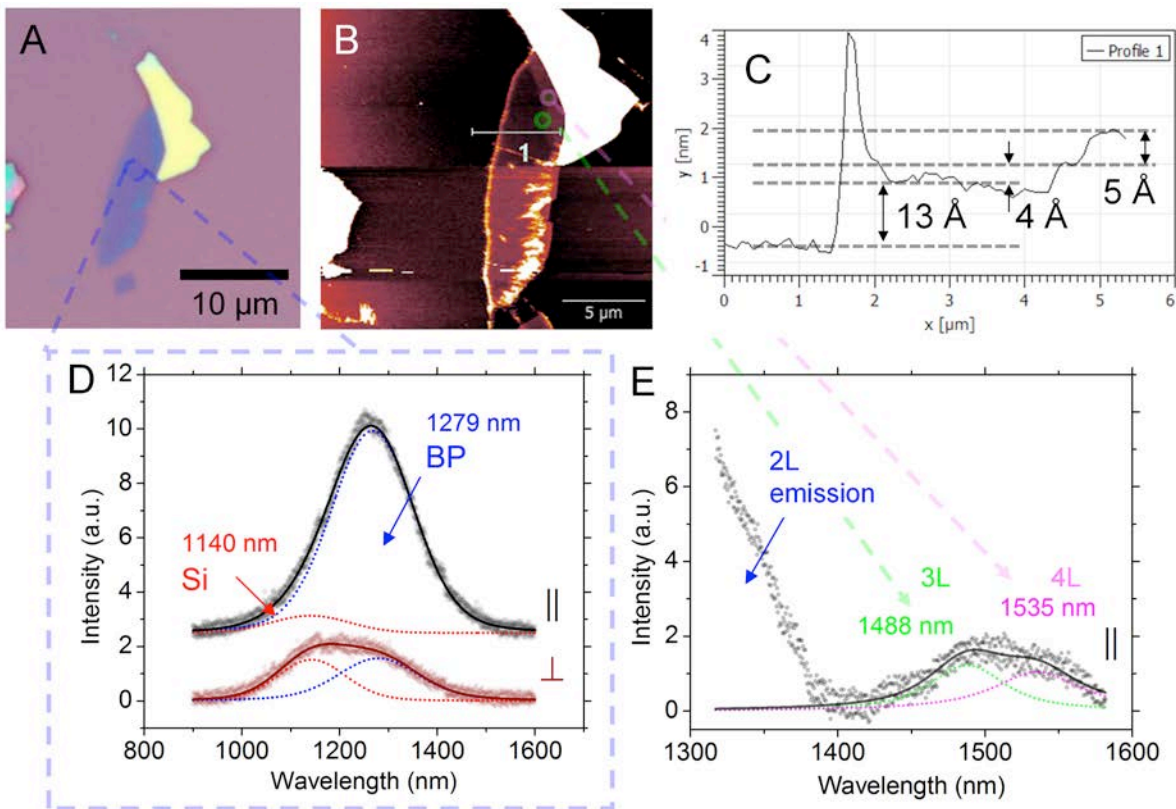 A
10 µm
B
1
5 µm
C
Profile 1
4
3
2
1
0
-1
y [nm]
13 Å
4 Å
5 Å
0
1
2
3
4
5
6
x [µm]
D
12
10
8
6
4
2
0
Intensity (a.u.)
1279 nm
BP
1140 nm
Si
||
⊥
800
1000
1200
1400
1600
Wavelength (nm)
E
8
6
4
2
0
Intensity (a.u.)
2L
emission
3L
1488 nm
4L
1535 nm
||
1300
1400
1500
1600
Wavelength (nm)